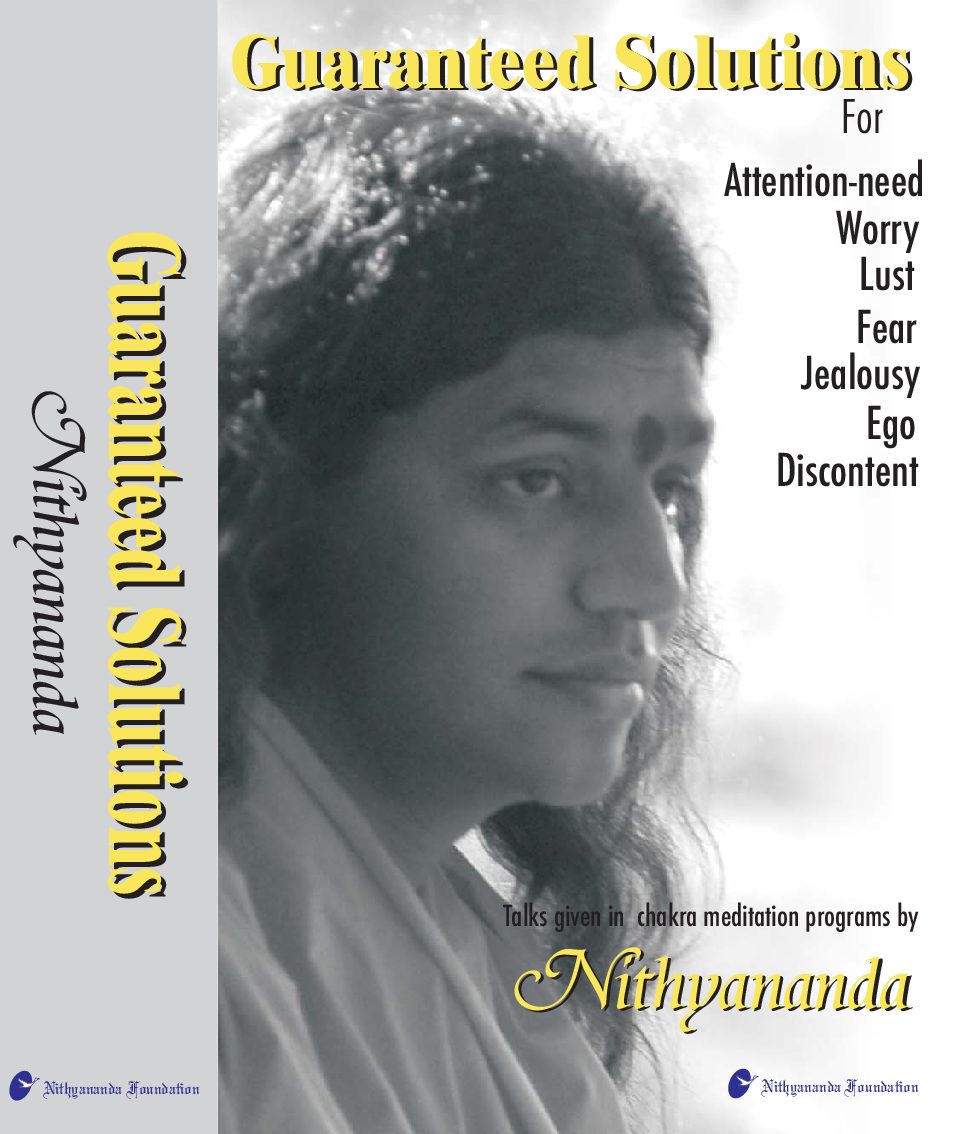 Guaranteed Solutions
Nithyananda
Nithyananda Foundation
Guaranteed Solutions
For
Attention-need
Worry
Lust
Fear
Jealousy
Ego
Discontent
Talks given in chakra meditation programs by
Nithyananda
Nithyananda Foundation